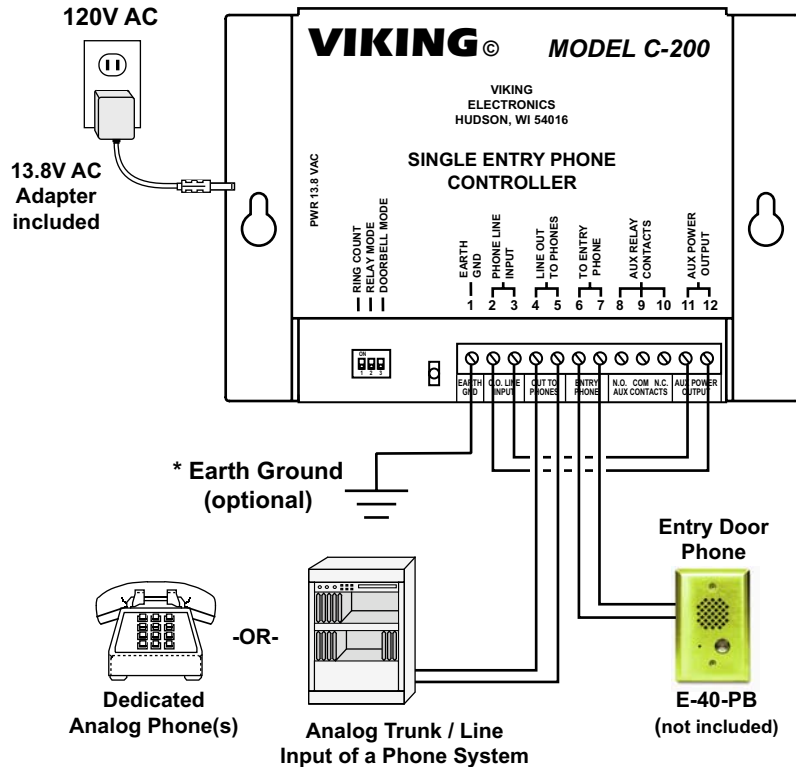 120V AC
13.8V AC
Adapter
included
VIKING©
MODEL C-200
VIKING
ELECTRONICS
HUDSON, WI 54016
SINGLE ENTRY PHONE
CONTROLLER
PWR 13.8 VAC
RING COUNT
RELAY MODE
DOORBELL MODE
EARTH
GND
PHONE LINE
INPUT
LINE OUT
TO PHONES
TO ENTRY
PHONE
AUX RELAY
CONTACTS
AUX POWER
OUTPUT
1 2 3 4 5 6 7 8 9 10 11 12
ON
1 2 3
EARTH
GND
C.O. LINE
INPUT
OUT TO
PHONES
ENTRY
PHONE
N.O. COM N.C.
AUX CONTACTS
AUX POWER
OUTPUT
* Earth Ground
(optional)
Dedicated
Analog Phone(s)
-OR-
Analog Trunk / Line
Input of a Phone System
Entry Door
Phone
E-40-PB
(not included)